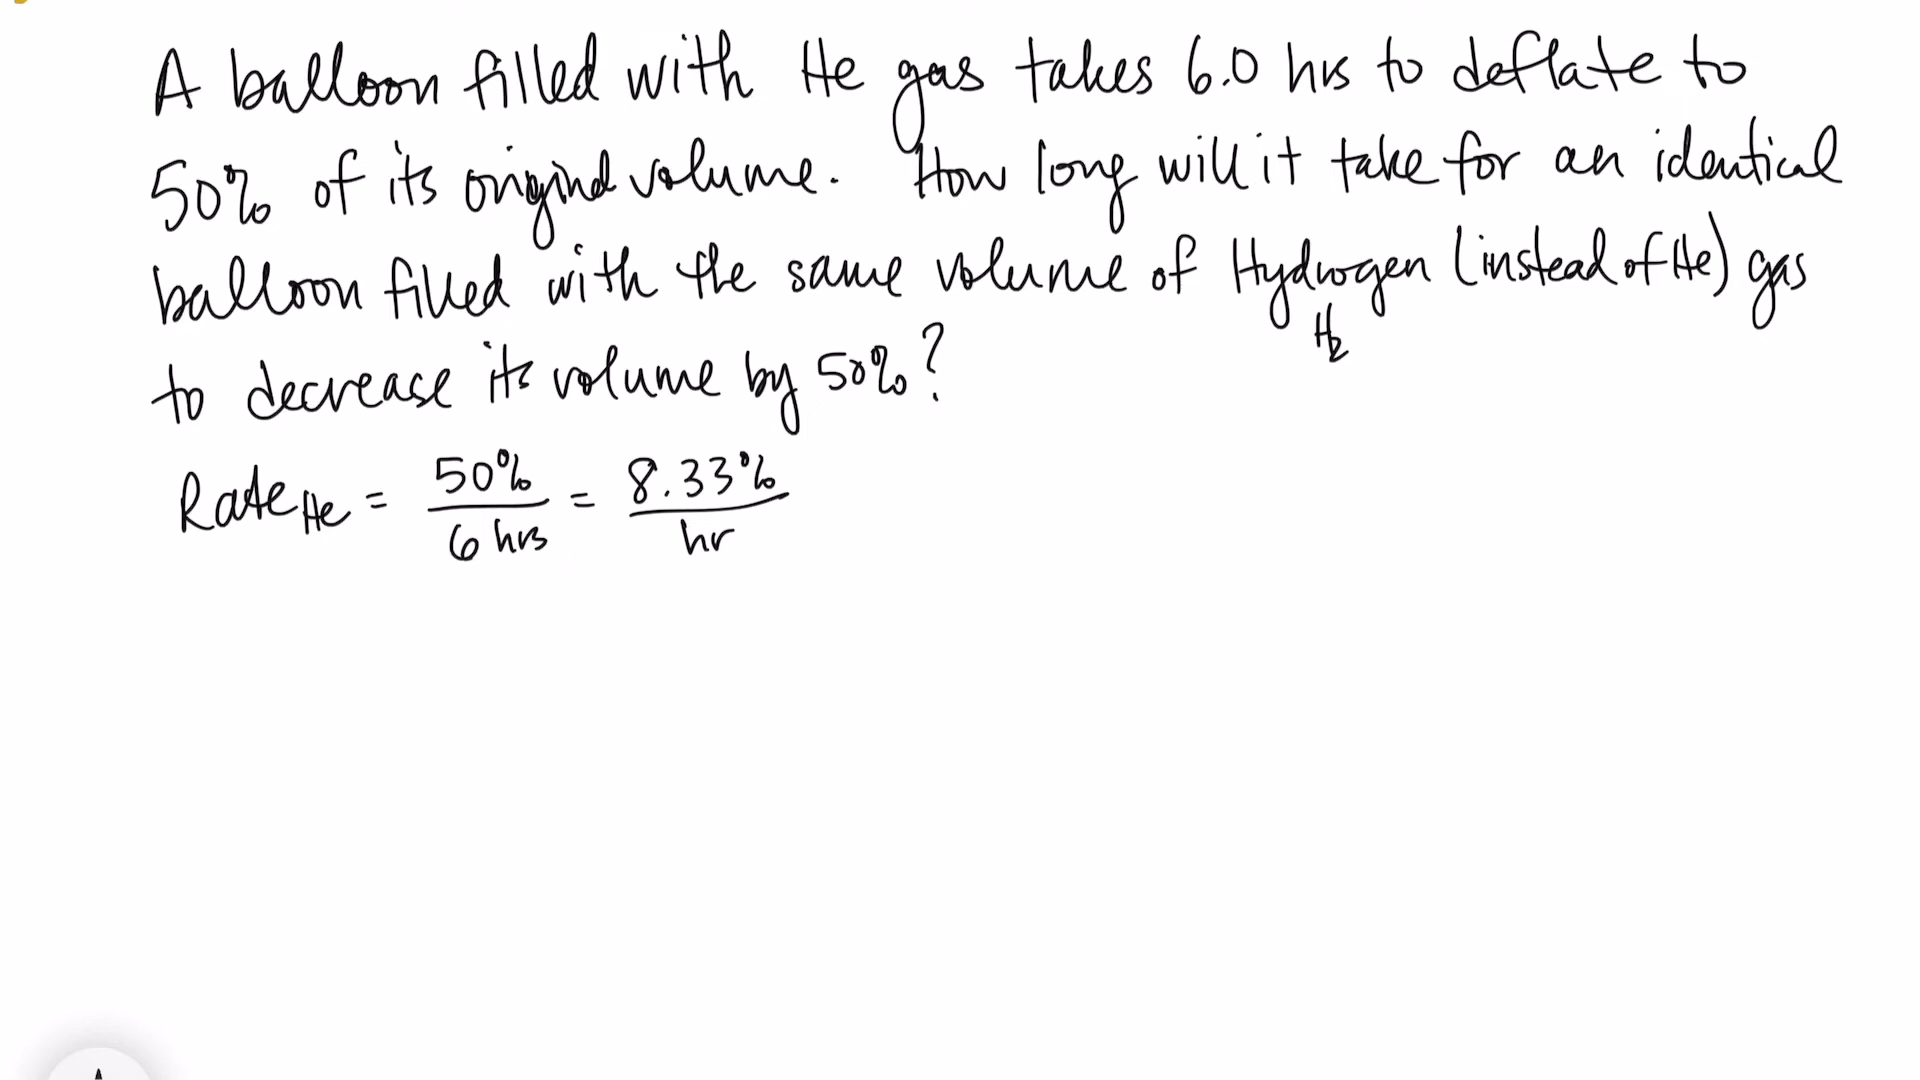 A balloon filled with He gas takes 6.0 hrs to deflate to
50% of its original volume. How long will it take for an identical
balloon filled with the same volume of Hydrogen (instead of He) gas
H₂
to decrease its volume by 50%?
Rate He = 50% / 6 hrs = 8.33% / hr